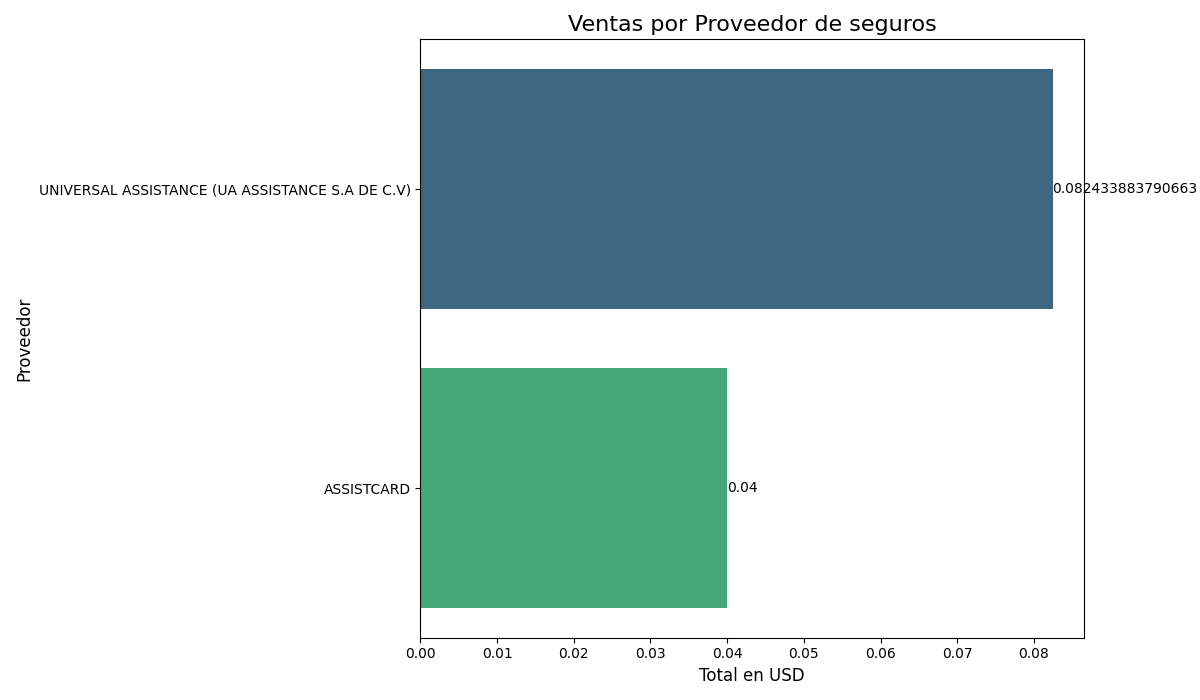 Ventas por Proveedor de seguros
UNIVERSAL ASSISTANCE (UA ASSISTANCE S.A DE C.V)
0.082433883790663
Proveedor
ASSISTCARD
0.04
0.00 0.01 0.02 0.03 0.04 0.05 0.06 0.07 0.08
Total en USD